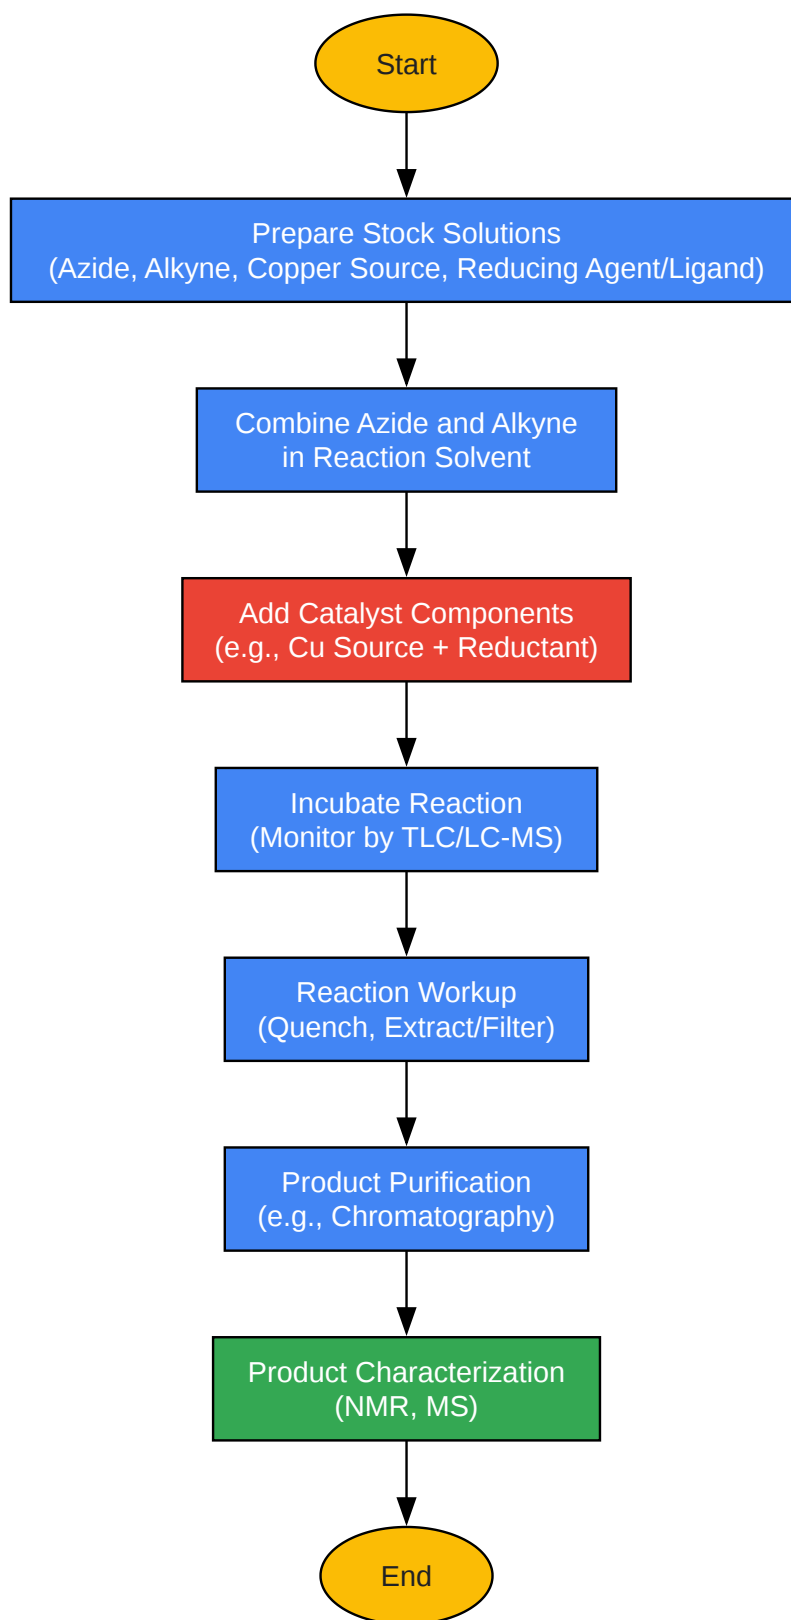 Start
Prepare Stock Solutions
(Azide, Alkyne, Copper Source, Reducing Agent/Ligand)
Combine Azide and Alkyne
in Reaction Solvent
Add Catalyst Components
(e.g., Cu Source + Reductant)
Incubate Reaction
(Monitor by TLC/LC-MS)
Reaction Workup
(Quench, Extract/Filter)
Product Purification
(e.g., Chromatography)
Product Characterization
(NMR, MS)
End